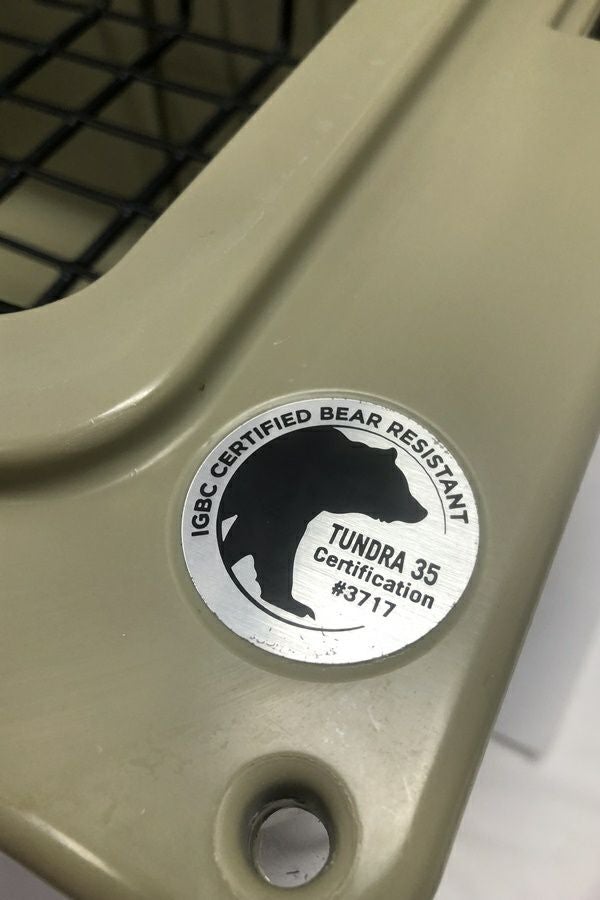 IGBC CERTIFIED BEAR RESISTANT
TUNDRA 35
Certification
#3717